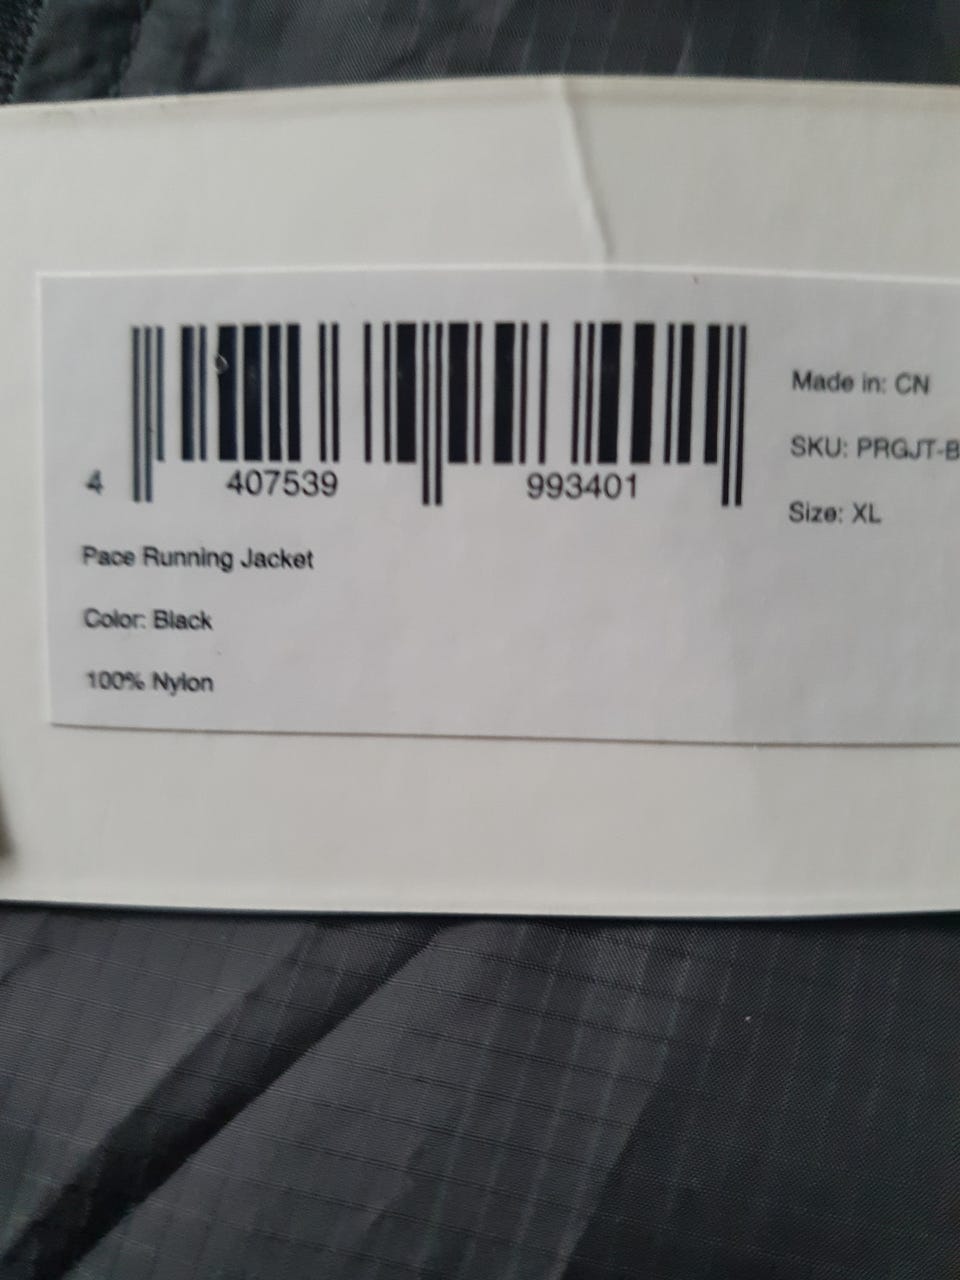 4 407539 993401
Pace Running Jacket
Color: Black
100% Nylon
Made in: CN
SKU: PRGJT-B
Size: XL